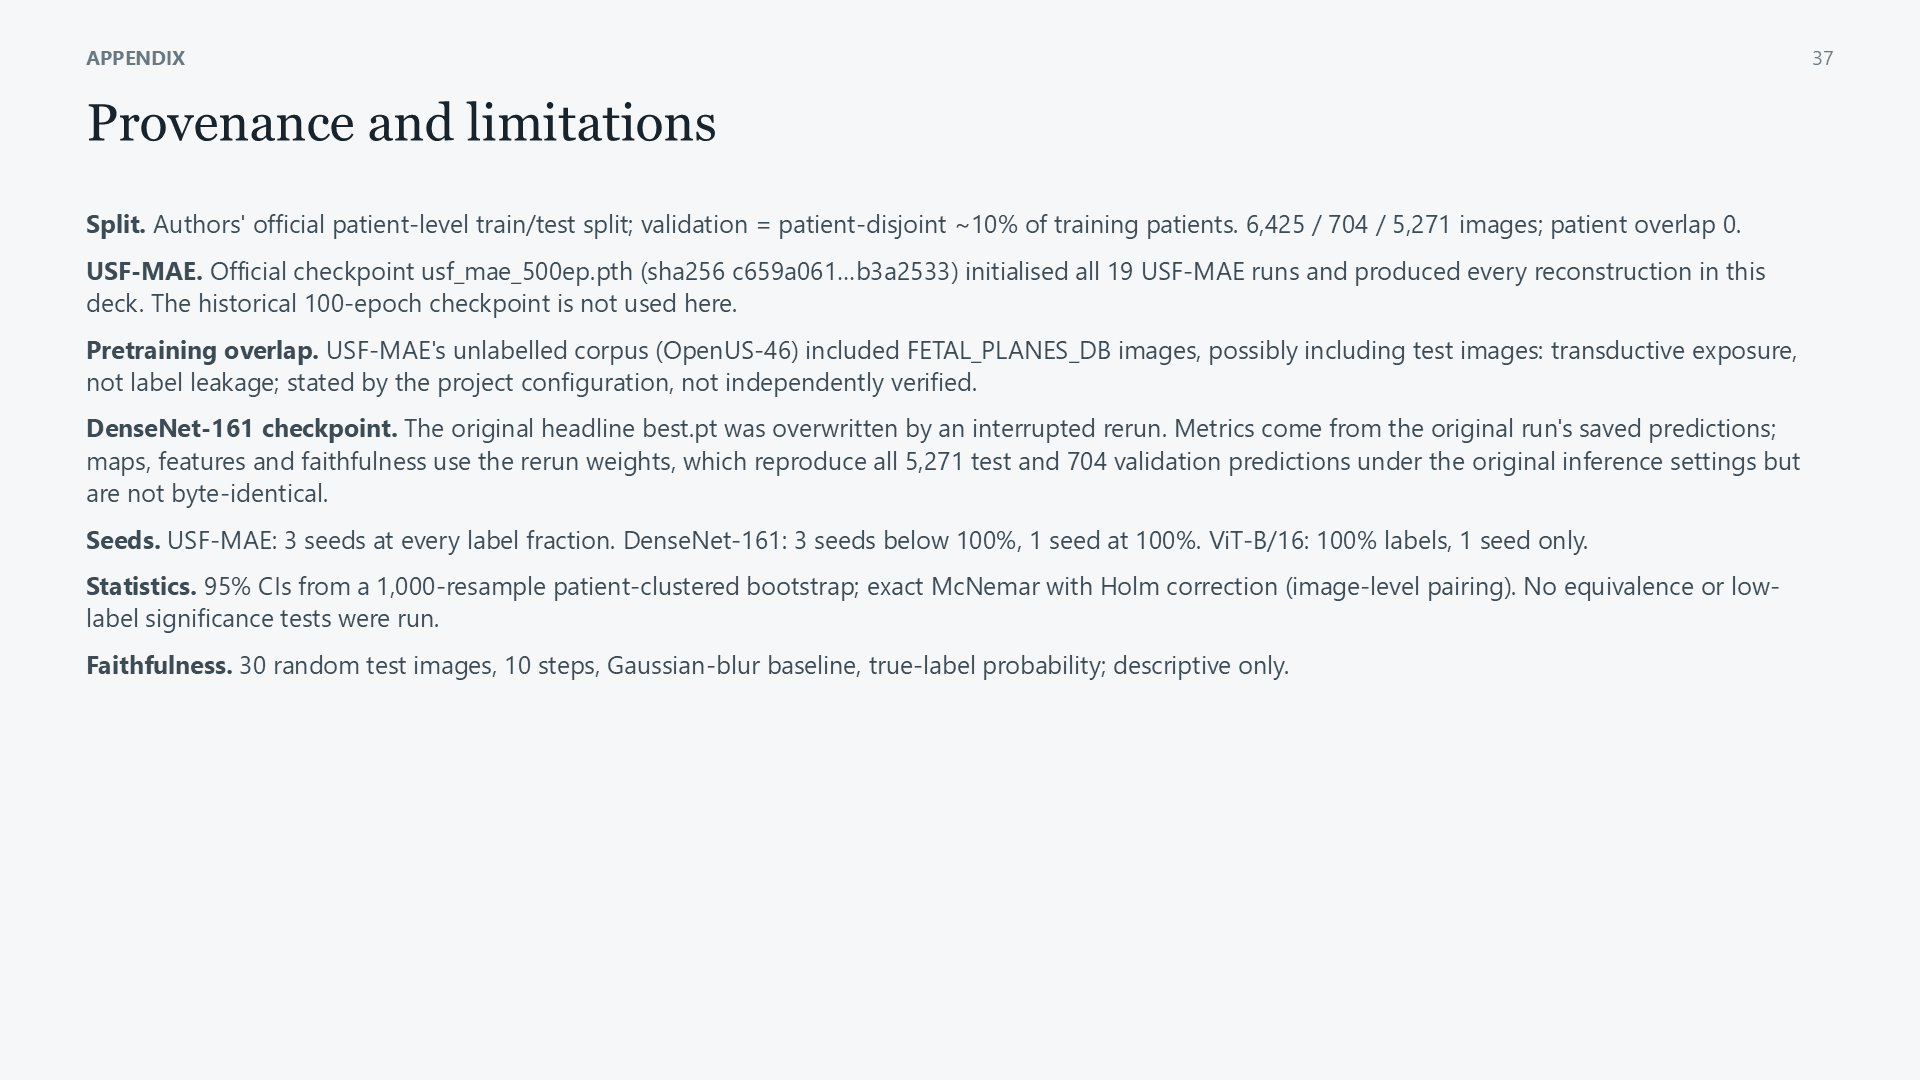 APPENDIX
37
Provenance and limitations
Split. Authors' official patient-level train/test split; validation = patient-disjoint ~10% of training patients. 6,425 / 704 / 5,271 images; patient overlap 0.
USF-MAE. Official checkpoint usf_mae_500ep.pth (sha256 c659a061...b3a2533) initialised all 19 USF-MAE runs and produced every reconstruction in this
deck. The historical 100-epoch checkpoint is not used here.
Pretraining overlap. USF-MAE's unlabelled corpus (OpenUS-46) included FETAL_PLANES_DB images, possibly including test images: transductive exposure,
not label leakage; stated by the project configuration, not independently verified.
DenseNet-161 checkpoint. The original headline best.pt was overwritten by an interrupted rerun. Metrics come from the original run's saved predictions;
maps, features and faithfulness use the rerun weights, which reproduce all 5,271 test and 704 validation predictions under the original inference settings but
are not byte-identical.
Seeds. USF-MAE: 3 seeds at every label fraction. DenseNet-161: 3 seeds below 100%, 1 seed at 100%. ViT-B/16: 100% labels, 1 seed only.
Statistics. 95% CIs from a 1,000-resample patient-clustered bootstrap; exact McNemar with Holm correction (image-level pairing). No equivalence or low-
label significance tests were run.
Faithfulness. 30 random test images, 10 steps, Gaussian-blur baseline, true-label probability; descriptive only.